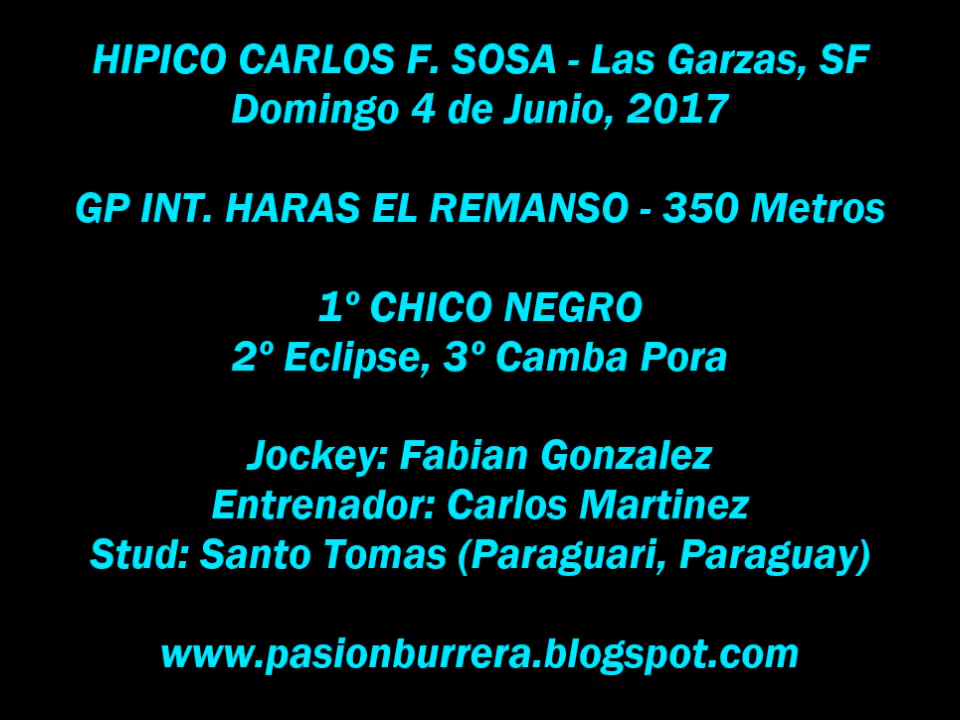 HIPICO CARLOS F. SOSA - Las Garzas, SF
Domingo 4 de Junio, 2017
GP INT. HARAS EL REMANSO - 350 Metros
1º CHICO NEGRO
2º Eclipse, 3º Camba Pora
Jockey: Fabian Gonzalez
Entrenador: Carlos Martinez
Stud: Santo Tomas (Paraguari, Paraguay)
www.pasionburrera.blogspot.com